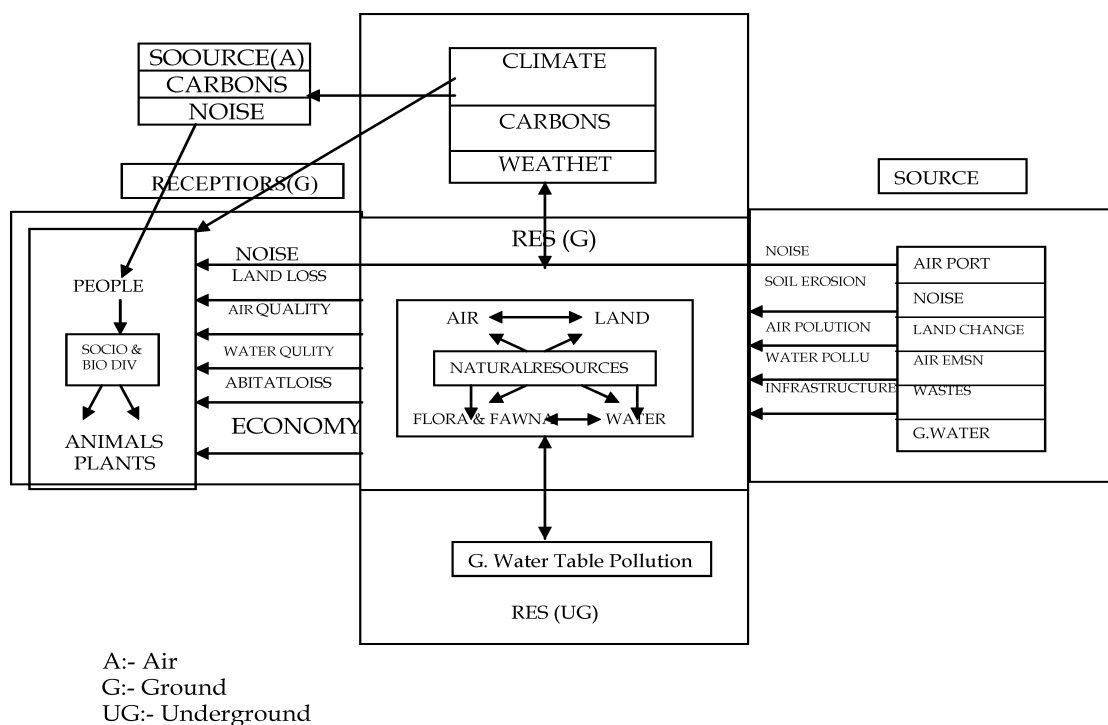 SOOURCE(A)
CARBONS
NOISE
CLIMATE
CARBONS
WEATHET
RECEPTIORS(G)
SOURCE
RES (G)
NOISE
LAND LOSS
AIR QUALITY
WATER QULITY
ABITATLOISS
ECONOMY
PEOPLE
SOCIO &
BIO DIV
ANIMALS
PLANTS
AIR
LAND
NATURALRESOURCES
FLORA & FAWNA
WATER
NOISE
SOIL EROSION
AIR POLUTION
WATER POLLU
INFRASTRUCTURE
AIR PORT
NOISE
LAND CHANGE
AIR EMSN
WASTES
G.WATER
G. Water Table Pollution
RES (UG)
A:- Air
G:- Ground
UG:- Underground